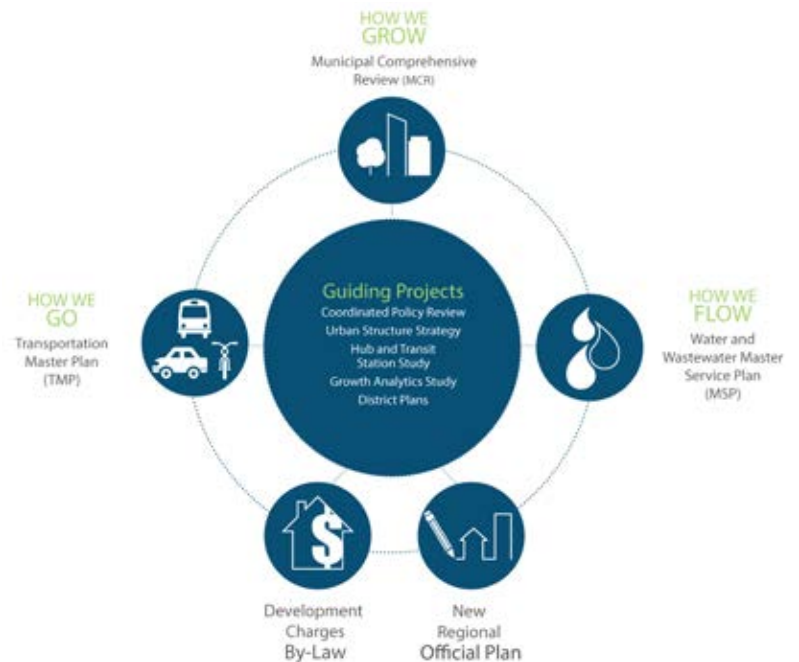 HOW WE
GROW
Municipal Comprehensive
Review (MCR)
HOW WE
GO
Transportation
Master Plan
(TMP)
Guiding Projects
Coordinated Policy Review
Urban Structure Strategy
Hub and Transit
Station Study
Growth Analytics Study
District Plans
HOW WE
FLOW
Water and
Wastewater Master
Service Plan
(MSP)
$
Development
Charges
By-Law
New
Regional
Official Plan